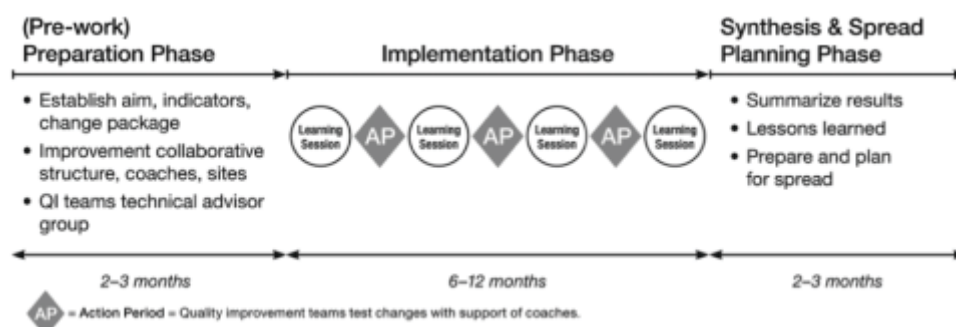 (Pre-work)
Preparation Phase
Implementation Phase
Synthesis & Spread
Planning Phase
• Establish aim, indicators,
change package
• Improvement collaborative
structure, coaches, sites
• QI teams technical advisor
group
Learning
Session
AP
Learning
Session
AP
Learning
Session
AP
Learning
Session
• Summarize results
• Lessons learned
• Prepare and plan
for spread
2–3 months
6–12 months
2–3 months
AP = Action Period = Quality improvement teams test changes with support of coaches.